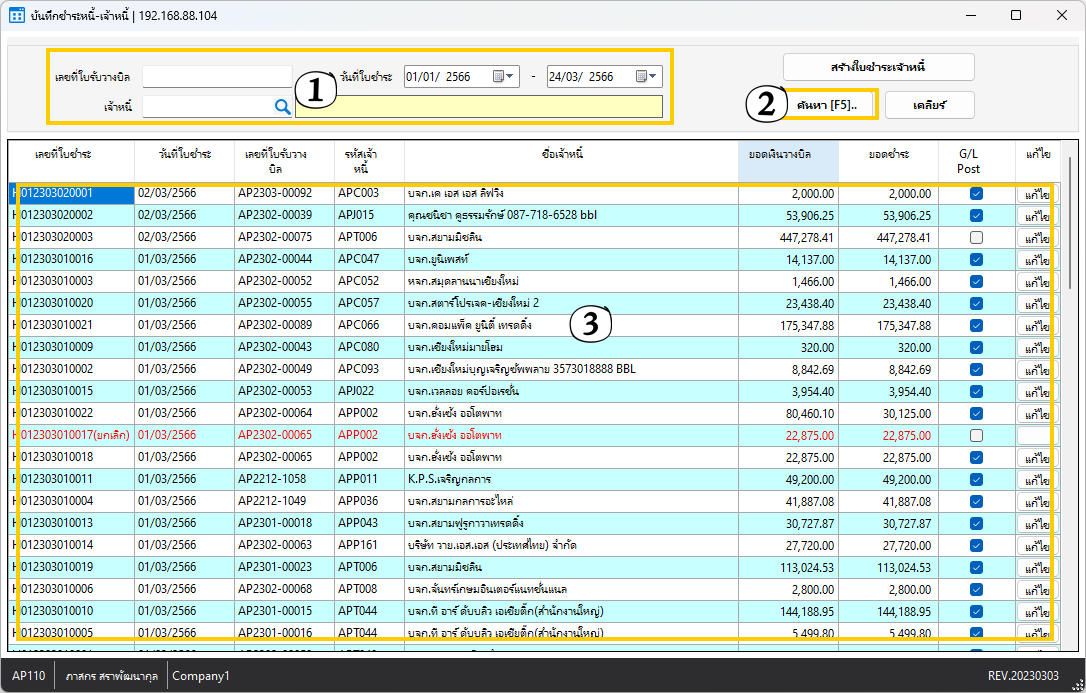 บันทึกชำระหนี้-เจ้าหนี้ | 192.168.88.104
เลขที่ใบรับวางบิล 1 วันที่ใบชำระ 01/01/ 2566 - 24/03/ 2566
สร้างใบชำระเจ้าหนี้
เจ้าหนี้
2 ค้นหา [F5].. เคลียร์
เลขที่ใบชำระ วันที่ใบชำระ เลขที่ใบรับวางบิล รหัสเจ้าหนี้ ชื่อเจ้าหนี้ ยอดเงินวางบิล ยอดชำระ G/L Post แก้ไข
H012303020001 02/03/2566 AP2303-00092 APC003 บจก.เค เอส เอส ลิฟวิ่ง 2,000.00 2,000.00 แก้ไข
H012303020002 02/03/2566 AP2302-00039 APJ015 คุณชนิชา คูธรรมรักษ์ 087-718-6528 bbl 53,906.25 53,906.25 แก้ไข
H012303020003 02/03/2566 AP2302-00075 APT006 บจก.สยามมิชลิน 447,278.41 447,278.41 แก้ไข
H012303010016 01/03/2566 AP2302-00044 APC047 บจก.ยูนิเพสท์ 14,137.00 14,137.00 แก้ไข
H012303010003 01/03/2566 AP2302-00052 APC052 หจก.สมุดลานนาเชียงใหม่ 1,466.00 1,466.00 แก้ไข
H012303010020 01/03/2566 AP2302-00055 APC057 บจก.สตาร์โปรเจค-เชียงใหม่ 2 23,438.40 23,438.40 แก้ไข
H012303010021 01/03/2566 AP2302-00089 APC066 บจก.คอมแพ็ค ยูนิตี้ เทรดดิ้ง 175,347.88 175,347.88 แก้ไข
3
H012303010009 01/03/2566 AP2302-00043 APC080 บจก.เชียงใหม่มายโฮม 320.00 320.00 แก้ไข
H012303010002 01/03/2566 AP2302-00049 APC093 บจก.เชียงใหม่บุญเจริญซัพพลาย 3573018888 BBL 8,842.69 8,842.69 แก้ไข
H012303010015 01/03/2566 AP2302-00053 APJ022 บจก.เวลลอย คอร์ปอเรชั่น 3,954.40 3,954.40 แก้ไข
H012303010022 01/03/2566 AP2302-00064 APP002 บจก.ฮั่งเซ้ง ออโตพาท 80,460.10 30,125.00 แก้ไข
H012303010017(ยกเลิก) 01/03/2566 AP2302-00065 APP002 บจก.ฮั่งเซ้ง ออโตพาท 22,875.00 22,875.00
H012303010018 01/03/2566 AP2302-00065 APP002 บจก.ฮั่งเซ้ง ออโตพาท 22,875.00 22,875.00 แก้ไข
H012303010011 01/03/2566 AP2212-1058 APP011 K.P.S.เจริญกลการ 49,200.00 49,200.00 แก้ไข
H012303010004 01/03/2566 AP2212-1049 APP036 บจก.สยามกลการอะไหล่ 41,887.08 41,887.08 แก้ไข
H012303010013 01/03/2566 AP2301-00018 APP043 บจก.สยามฟูรูกาวาเทรดดิ้ง 30,727.87 30,727.87 แก้ไข
H012303010014 01/03/2566 AP2302-00063 APP161 บริษัท วาย.เอส.เอส (ประเทศไทย) จำกัด 27,720.00 27,720.00 แก้ไข
H012303010019 01/03/2566 AP2301-00023 APT006 บจก.สยามมิชลิน 113,024.53 113,024.53 แก้ไข
H012303010006 01/03/2566 AP2302-00068 APT008 บจก.จันทร์เกษมอินเตอร์แนทชั่นแนล 2,800.00 2,800.00 แก้ไข
H012303010010 01/03/2566 AP2301-00015 APT044 บจก.ที อาร์ ดับบลิว เอเซียติ๊ก(สำนักงานใหญ่) 144,188.95 144,188.95 แก้ไข
H012303010005 01/03/2566 AP2301-00016 APT044 บจก.ที อาร์ ดับบลิว เอเซียติ๊ก(สำนักงานใหญ่) 5,499.80 5,499.80 แก้ไข
AP110 ภาสกร สราพัฒนากุล Company1 REV.20230303